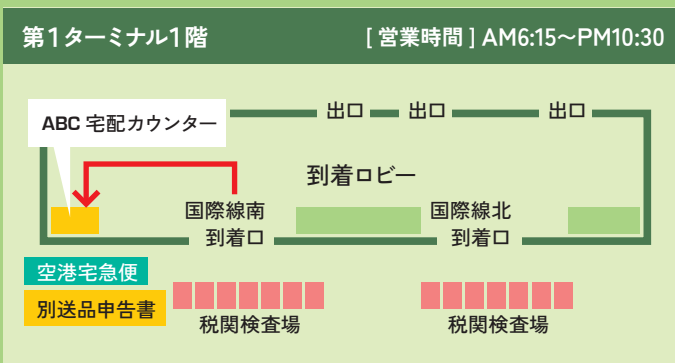 第1ターミナル1階
[営業時間] AM6:15～PM10:30
ABC 宅配カウンター
出口
出口
出口
到着ロビー
国際線南
到着口
国際線北
到着口
空港宅急便
別送品申告書
税関検査場
税関検査場